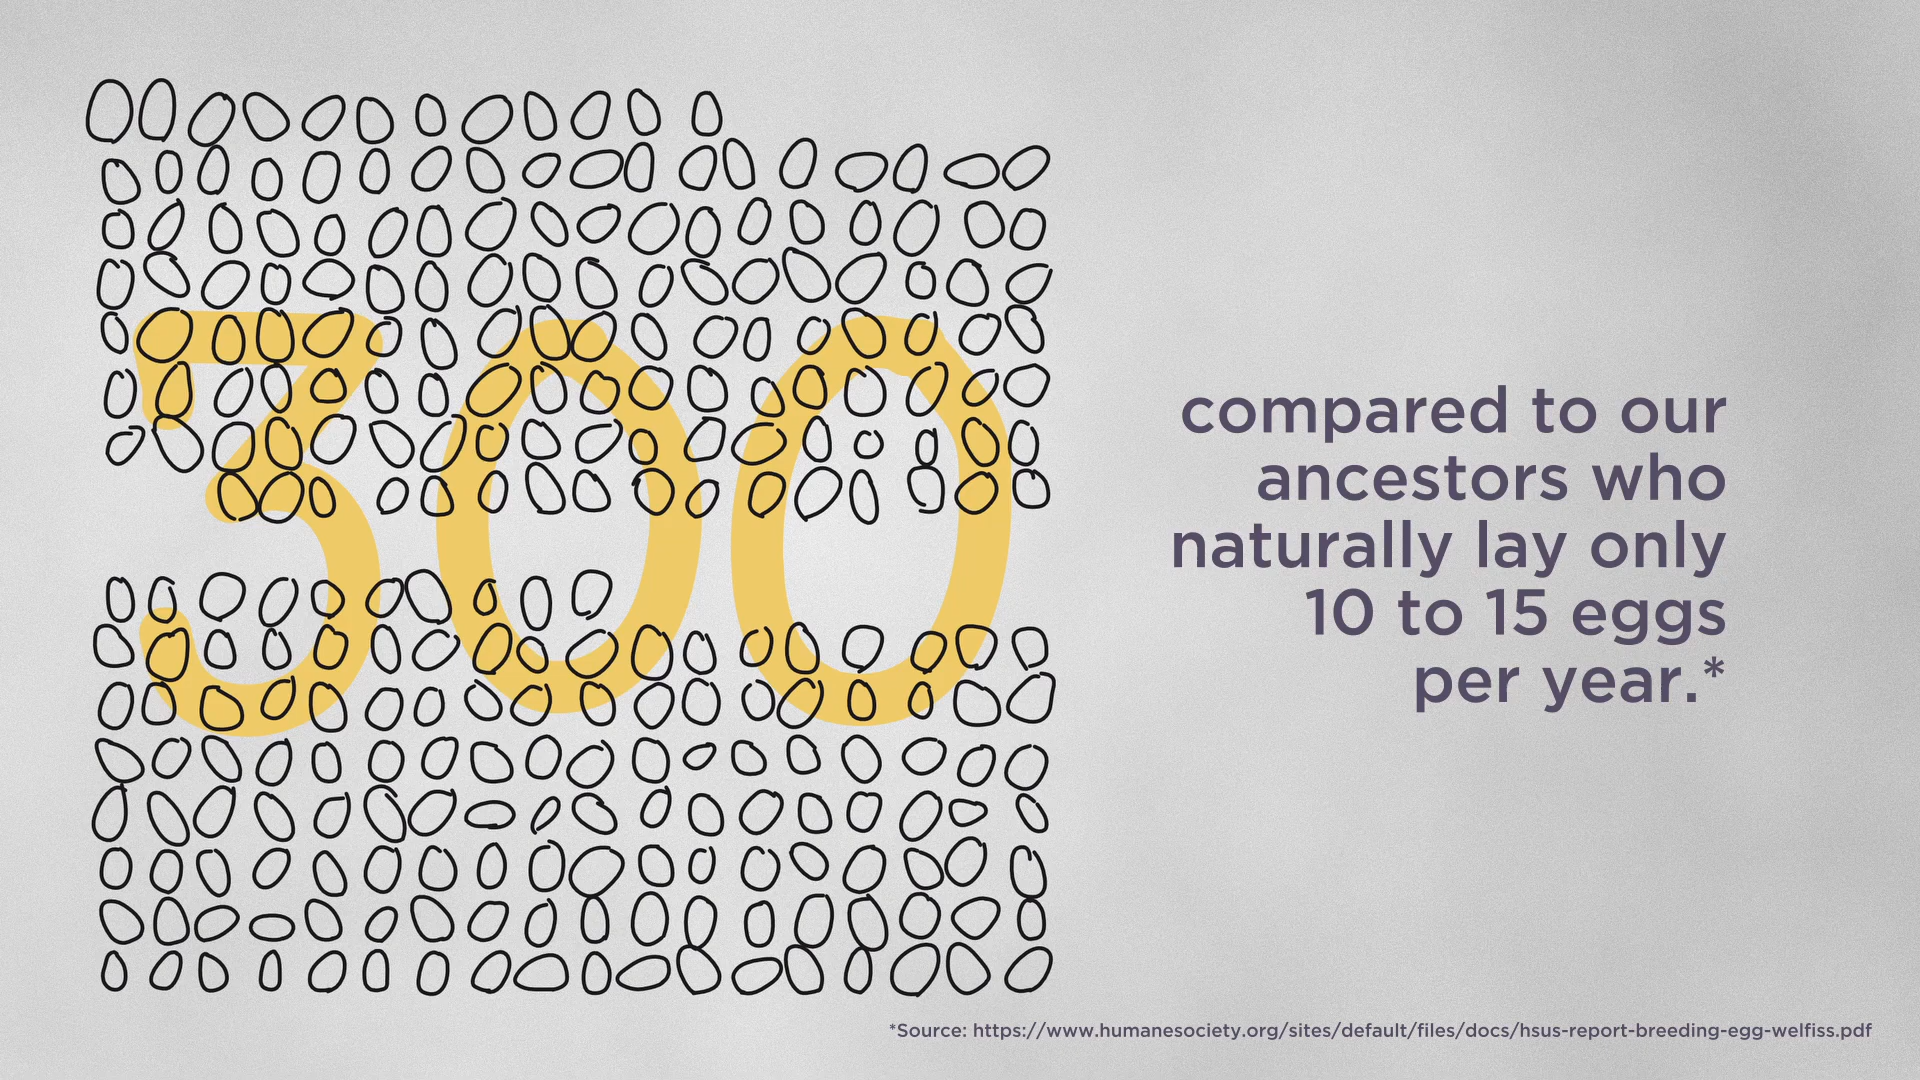 300
compared to our
ancestors who
naturally lay only
10 to 15 eggs
per year.*
*Source: https://www.humanesociety.org/sites/default/files/docs/hsus-report-breeding-egg-welfiss.pdf